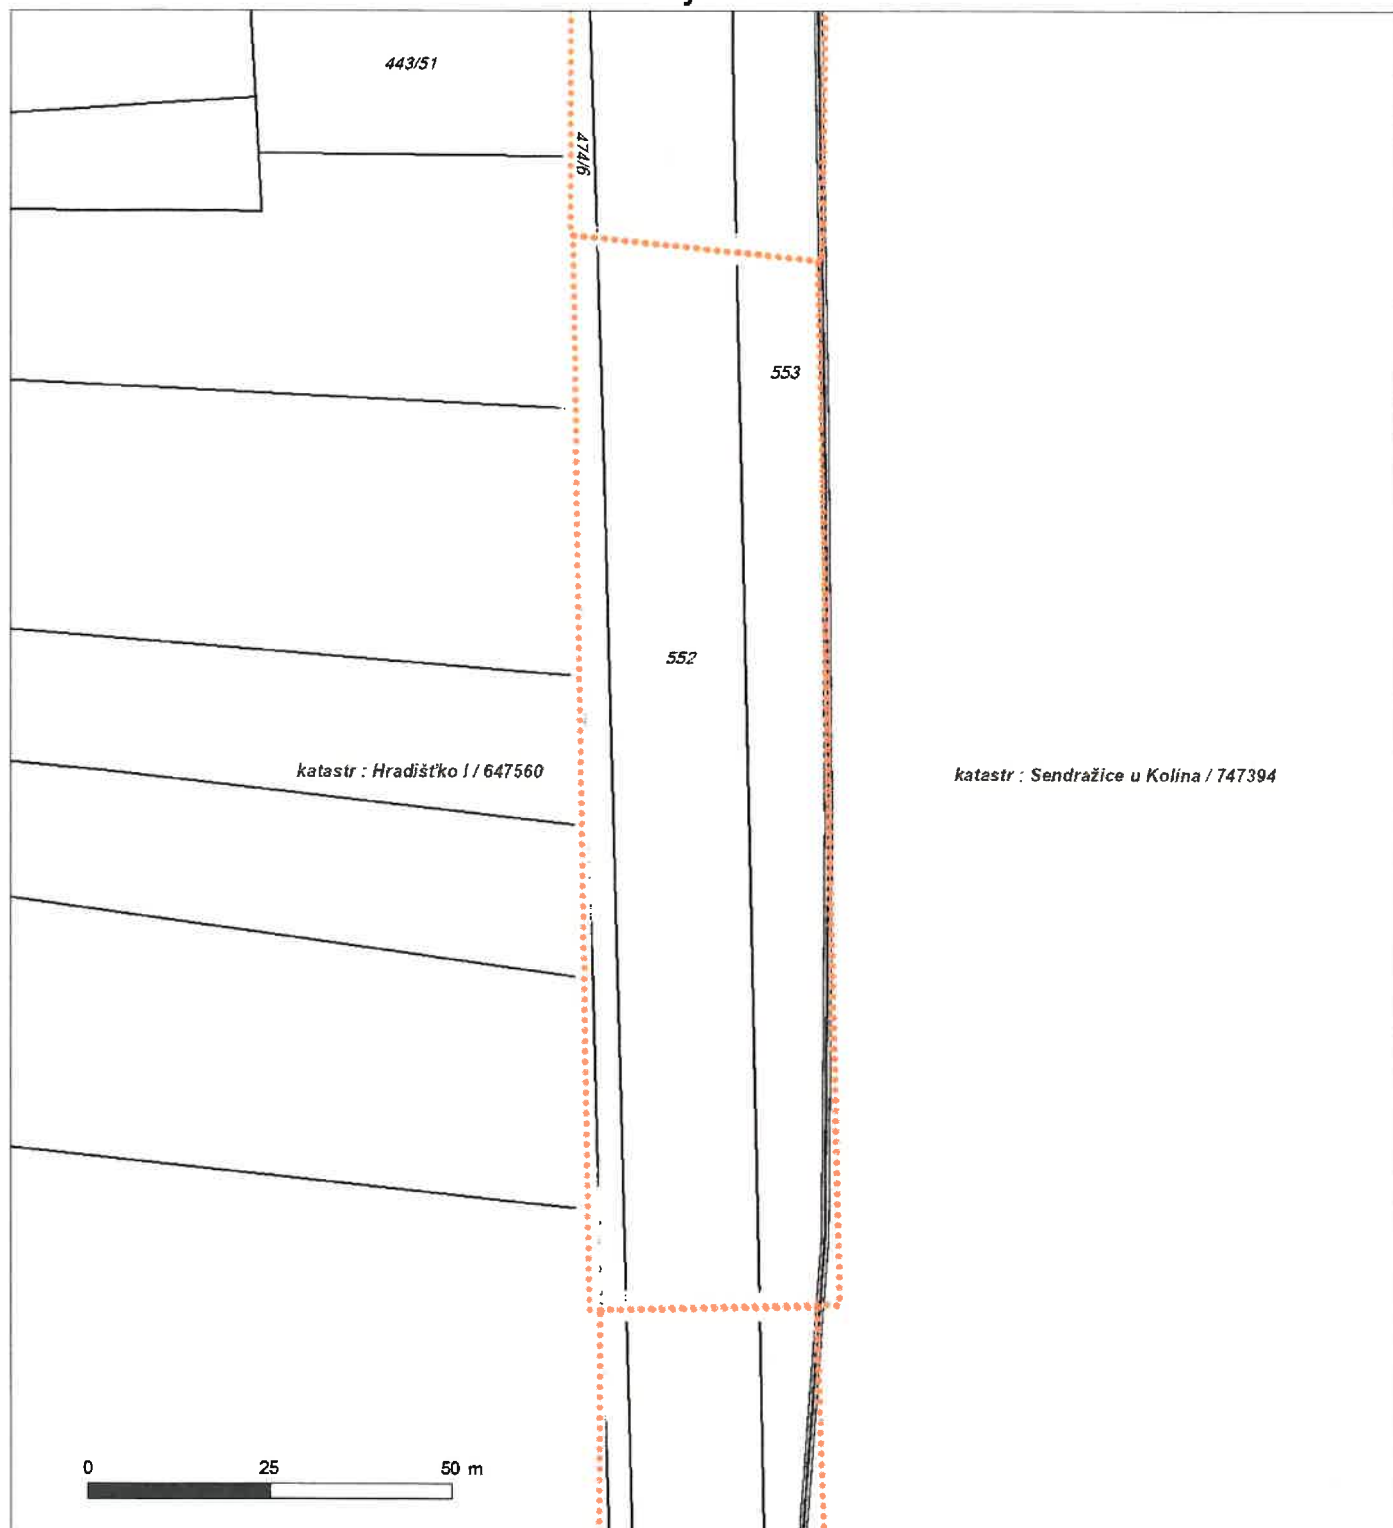 443/51
474/6
553
552
katastr : Hradišťko I / 647560
katastr : Sendražice u Kolína / 747394
0 25 50 m